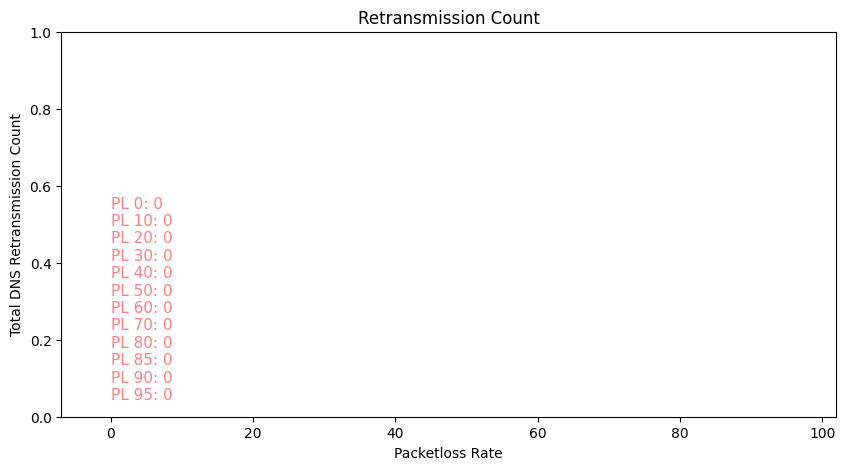 Retransmission Count
1.0
0.8
0.6
0.4
0.2
0.0
Total DNS Retransmission Count
PL 0: 0
PL 10: 0
PL 20: 0
PL 30: 0
PL 40: 0
PL 50: 0
PL 60: 0
PL 70: 0
PL 80: 0
PL 85: 0
PL 90: 0
PL 95: 0
0 20 40 60 80 100
Packetloss Rate